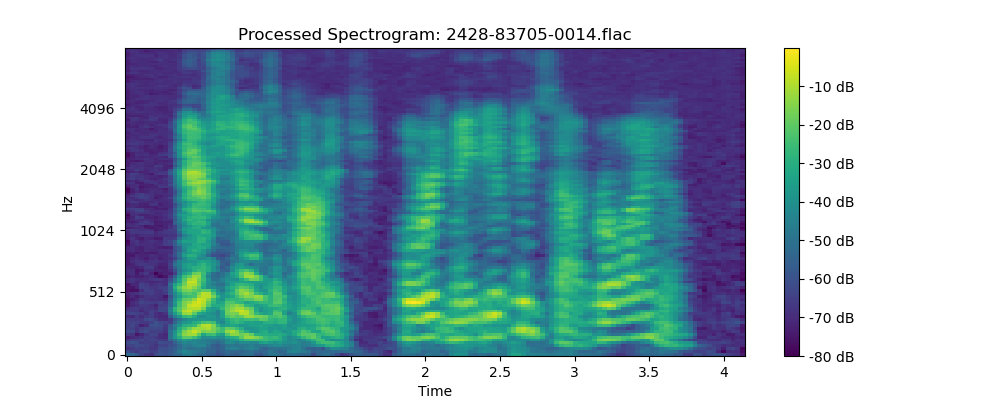 Processed Spectrogram: 2428-83705-0014.flac
Hz
4096
2048
1024
512
0
0 0.5 1 1.5 2 2.5 3 3.5 4
Time
-10 dB
-20 dB
-30 dB
-40 dB
-50 dB
-60 dB
-70 dB
-80 dB